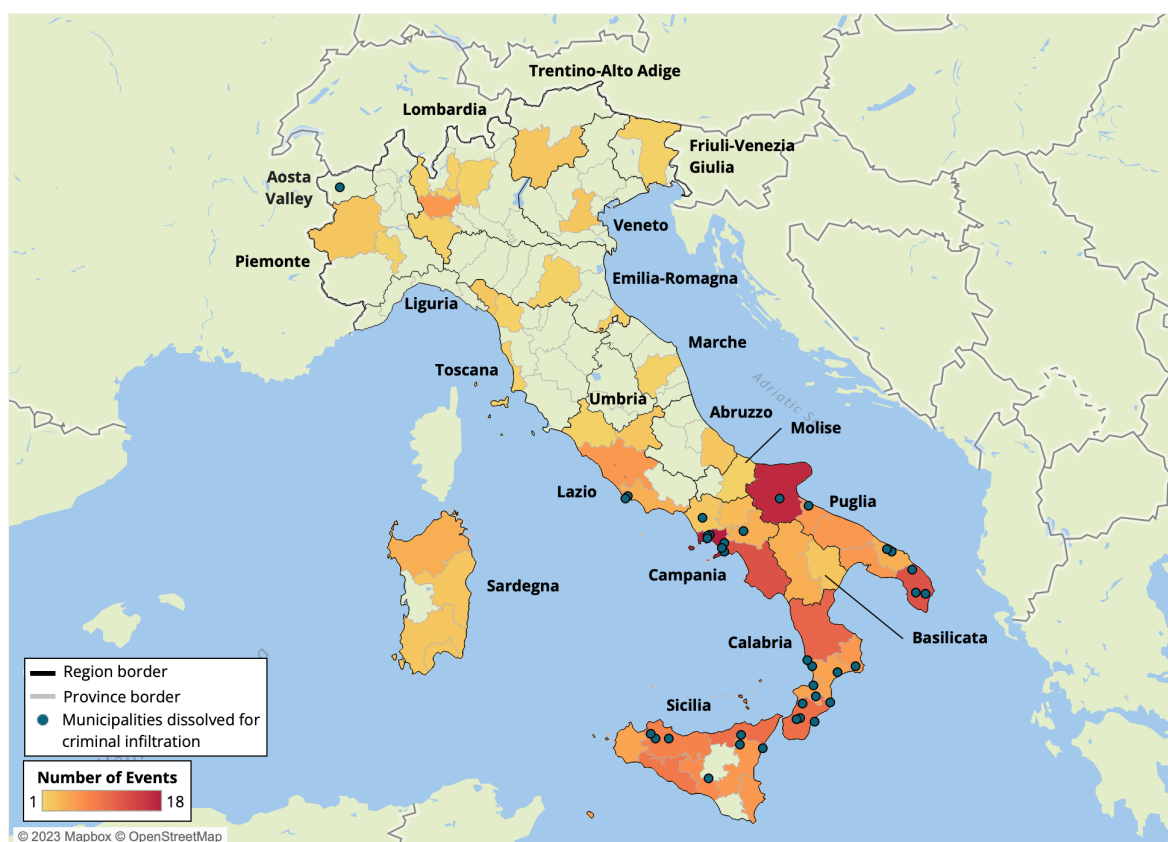 Trentino-Alto Adige
Lombardia
Friuli-Venezia
Giulia
Aosta
Valley
Veneto
Piemonte
Emilia-Romagna
Liguria
Marche
Toscana
Umbria
Adriatic S
Abruzzo
Molise
Lazio
Puglia
Campania
Sardegna
Basilicata
Calabria
Sicilia
Region border
Province border
Municipalities dissolved for
criminal infiltration
Number of Events
1
18
© 2023 Mapbox © OpenStreetMap